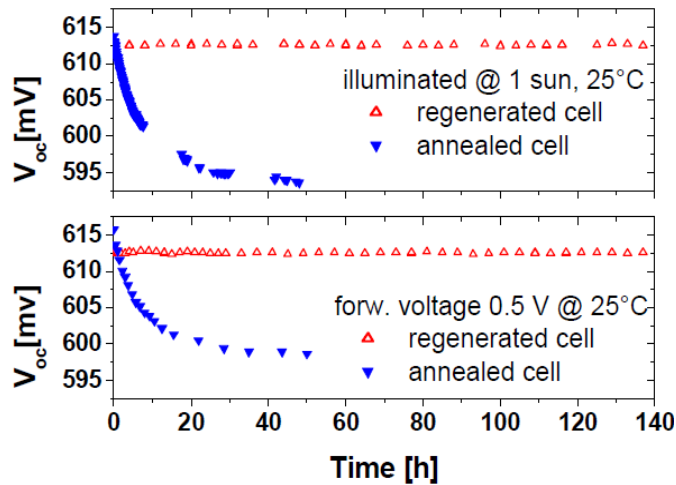 615
610
605
600
595
V_oc [mV]
illuminated @ 1 sun, 25°C
regenerated cell
annealed cell
615
610
605
600
595
V_oc [mV]
forw. voltage 0.5 V @ 25°C
regenerated cell
annealed cell
0 20 40 60 80 100 120 140
Time [h]